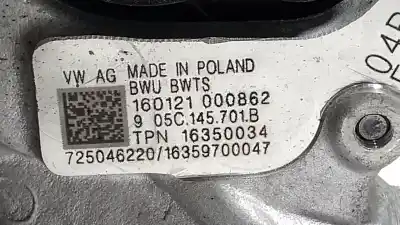 VW AG MADE IN POLAND
BWU BWTS
160121 000862
9 05C.145.701.B
TPN 16350034
725046220/16359700047